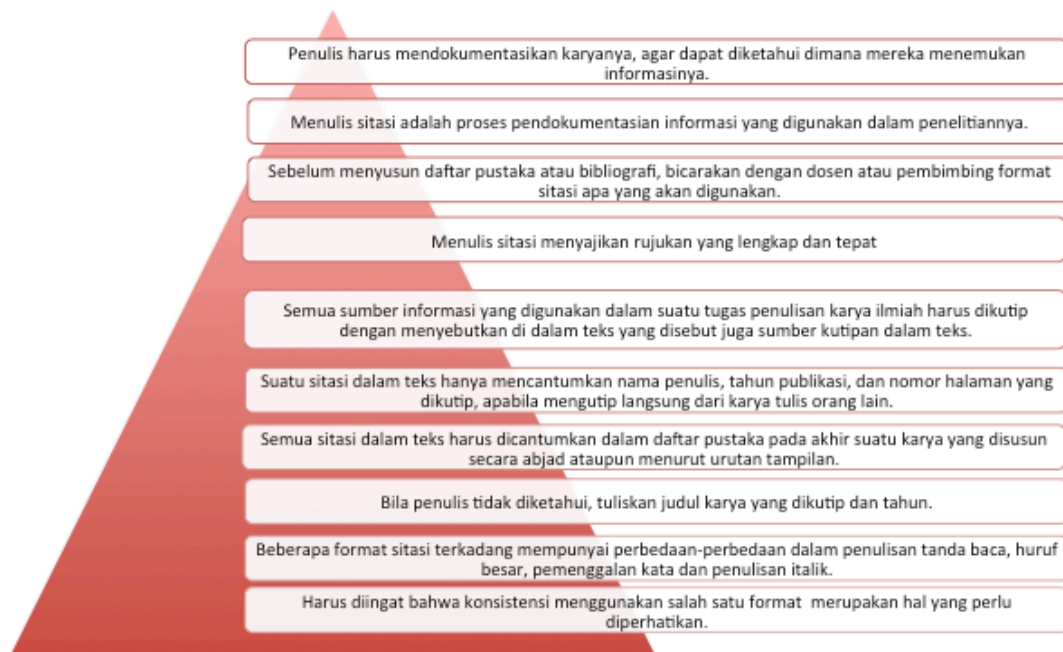 Penulis harus mendokumentasikan karyanya, agar dapat diketahui dimana mereka menemukan
informasinya.
Menulis sitasi adalah proses pendokumentasian informasi yang digunakan dalam penelitiannya.
Sebelum menyusun daftar pustaka atau bibliografi, bicarakan dengan dosen atau pembimbing format
sitasi apa yang akan digunakan.
Menulis sitasi menyajikan rujukan yang lengkap dan tepat
Semua sumber informasi yang digunakan dalam suatu tugas penulisan karya ilmiah harus dikutip
dengan menyebutkan di dalam teks yang disebut juga sumber kutipan dalam teks.
Suatu sitasi dalam teks hanya mencantumkan nama penulis, tahun publikasi, dan nomor halaman yang
dikutip, apabila mengutip langsung dari karya tulis orang lain.
Semua sitasi dalam teks harus dicantumkan dalam daftar pustaka pada akhir suatu karya yang disusun
secara abjad ataupun menurut urutan tampilan.
Bila penulis tidak diketahui, tuliskan judul karya yang dikutip dan tahun.
Beberapa format sitasi terkadang mempunyai perbedaan-perbedaan dalam penulisan tanda baca, huruf
besar, pemenggalan kata dan penulisan italik.
Harus diingat bahwa konsistensi menggunakan salah satu format merupakan hal yang perlu
diperhatikan.